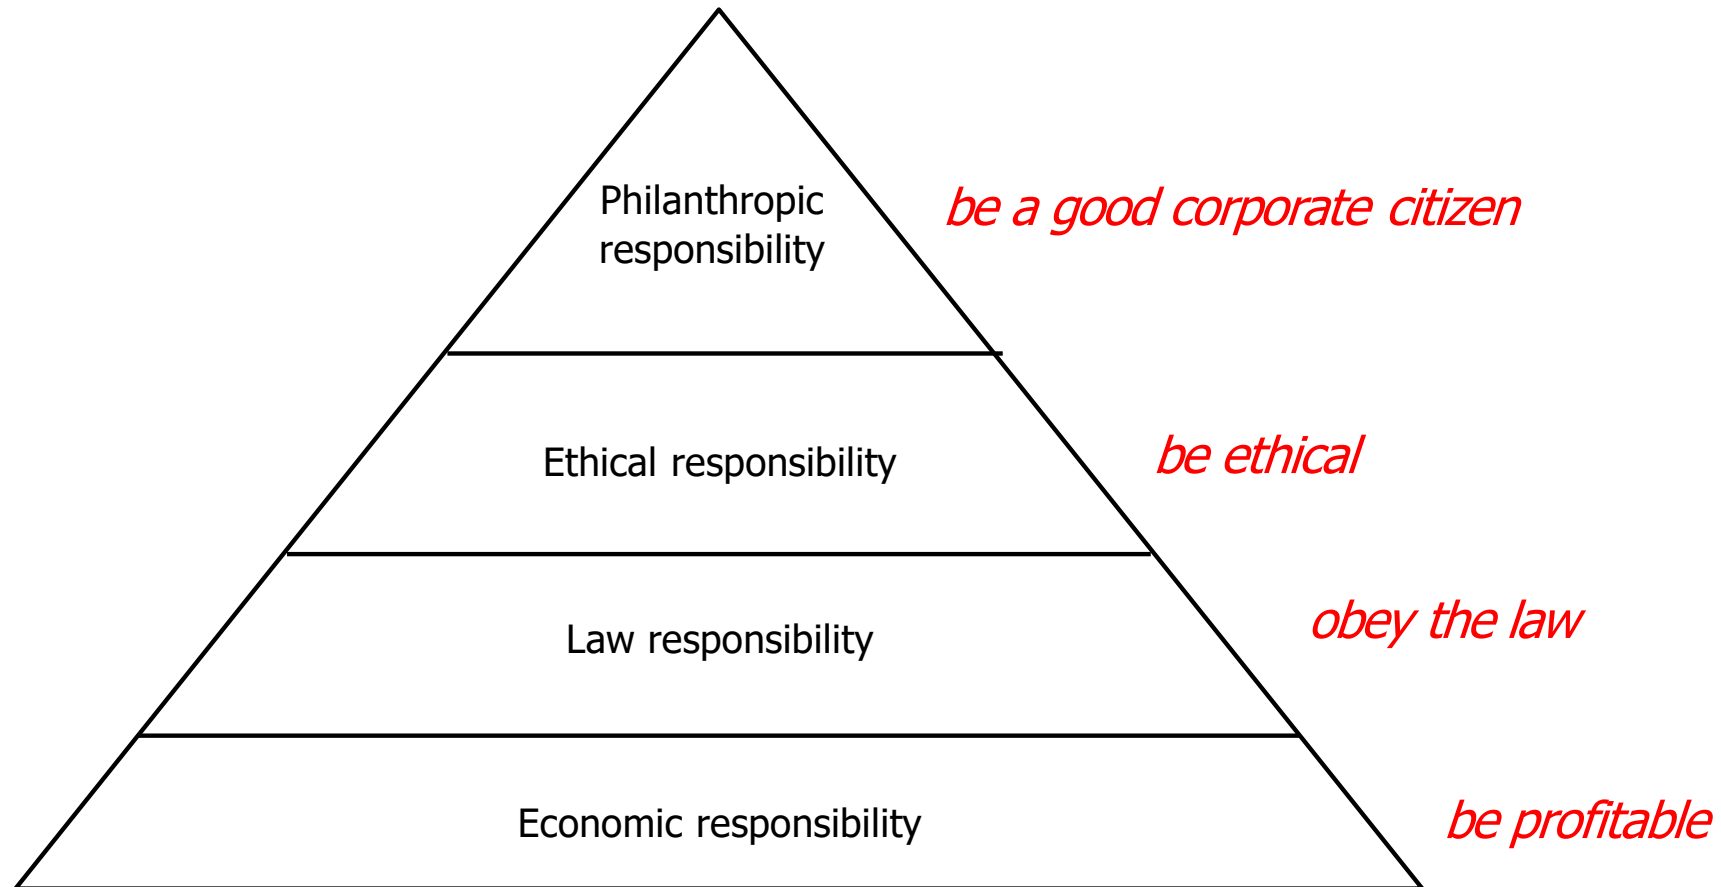 Philanthropic
responsibility
be a good corporate citizen
Ethical responsibility
be ethical
Law responsibility
obey the law
Economic responsibility
be profitable